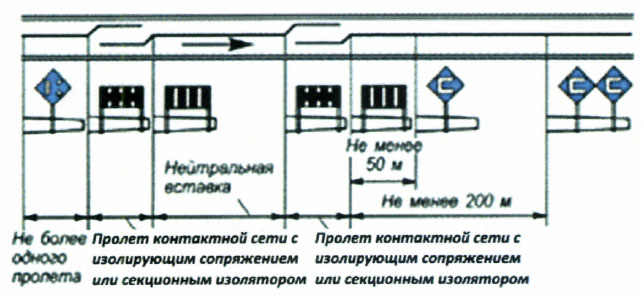 Не менее
50 м
Нейтральная
вставка
Не менее 200 м
Не более
одного
пролета
Пролет контактной сети с
изолирующим сопряжением
или секционным изолятором
Пролет контактной сети с
изолирующим сопряжением
или секционным изолятором